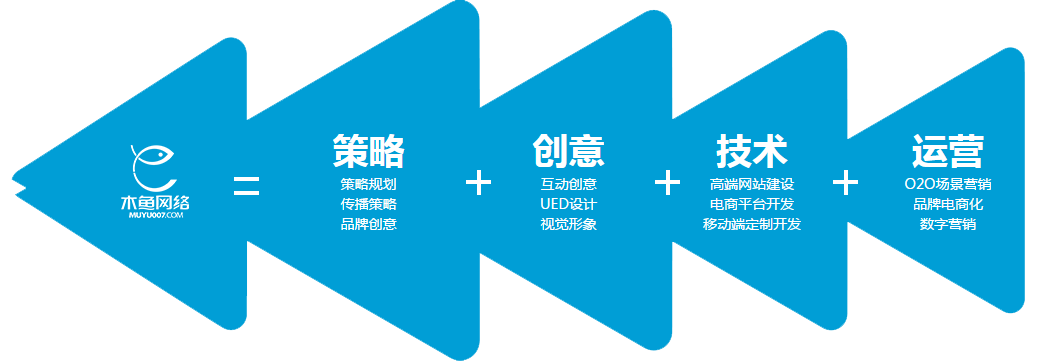 木鱼网络
MUYU007.COM
=
策略
策略规划
传播策略
品牌创意
+
创意
互动创意
UED设计
视觉形象
+
技术
高端网站建设
电商平台开发
移动端定制开发
+
运营
O2O场景营销
品牌电商化
数字营销